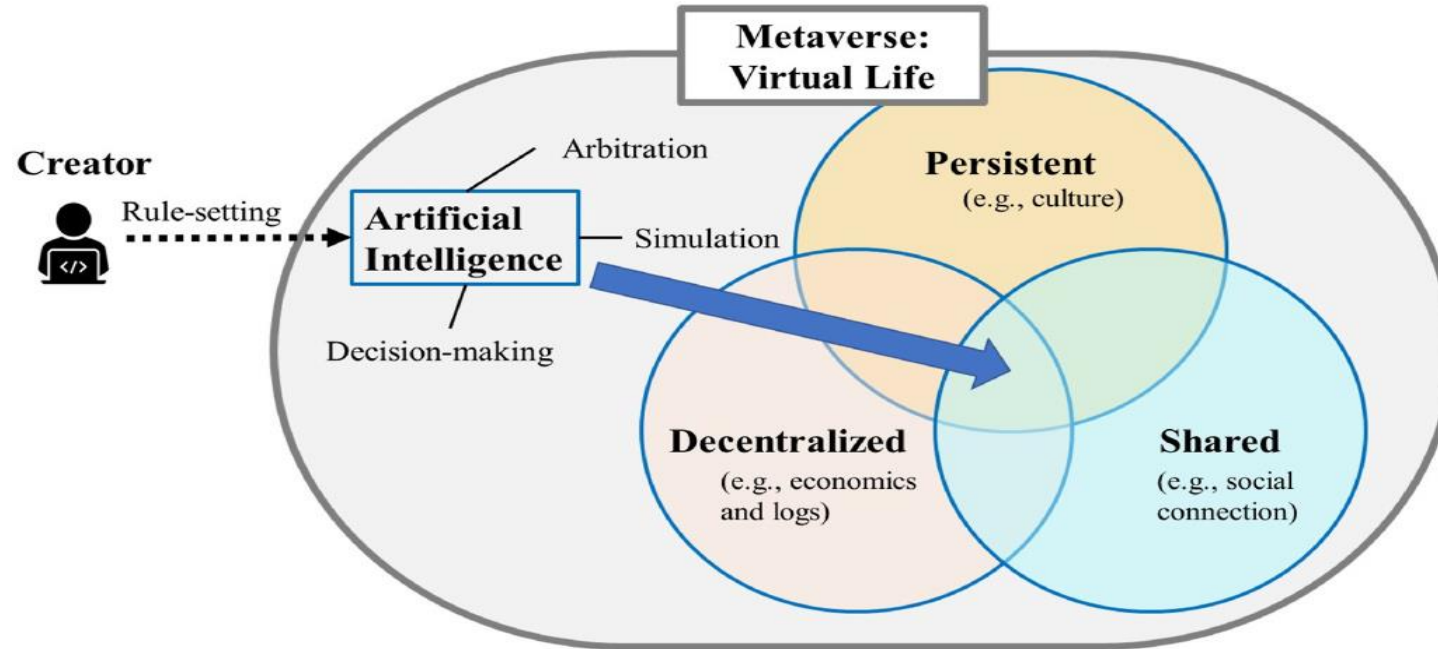 Metaverse:
Virtual Life
Creator
Rule-setting
</>
Artificial
Intelligence
Arbitration
Simulation
Decision-making
Persistent
(e.g., culture)
Decentralized
(e.g., economics
and logs)
Shared
(e.g., social
connection)